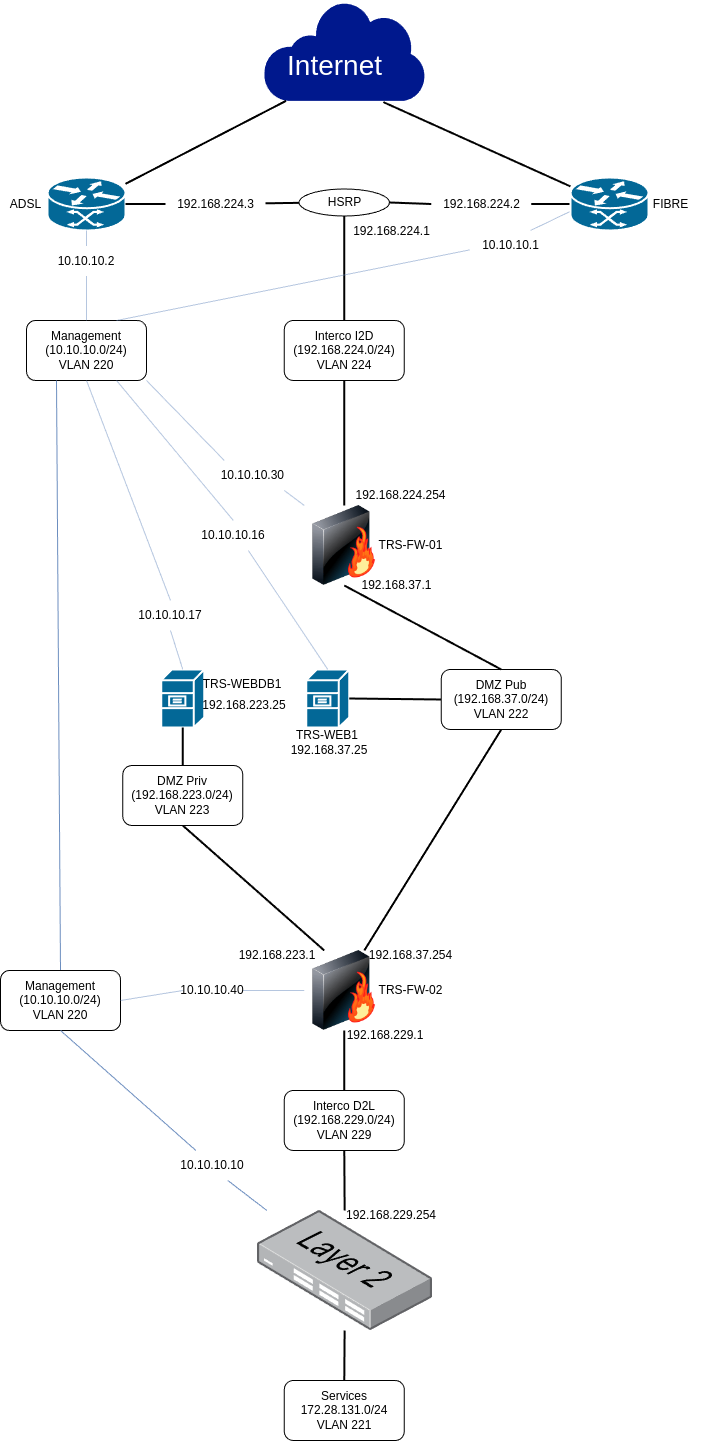 Internet
ADSL
192.168.224.3
HSRP
192.168.224.2
FIBRE
192.168.224.1
10.10.10.1
10.10.10.2
Management
(10.10.10.0/24)
VLAN 220
Interco I2D
(192.168.224.0/24)
VLAN 224
10.10.10.30
192.168.224.254
10.10.10.16
TRS-FW-01
192.168.37.1
10.10.10.17
TRS-WEBDB1
192.168.223.25
TRS-WEB1
192.168.37.25
DMZ Pub
(192.168.37.0/24)
VLAN 222
DMZ Priv
(192.168.223.0/24)
VLAN 223
192.168.223.1
192.168.37.254
Management
(10.10.10.0/24)
VLAN 220
10.10.10.40
TRS-FW-02
192.168.229.1
Interco D2L
(192.168.229.0/24)
VLAN 229
10.10.10.10
192.168.229.254
Layer 2
Services
172.28.131.0/24
VLAN 221